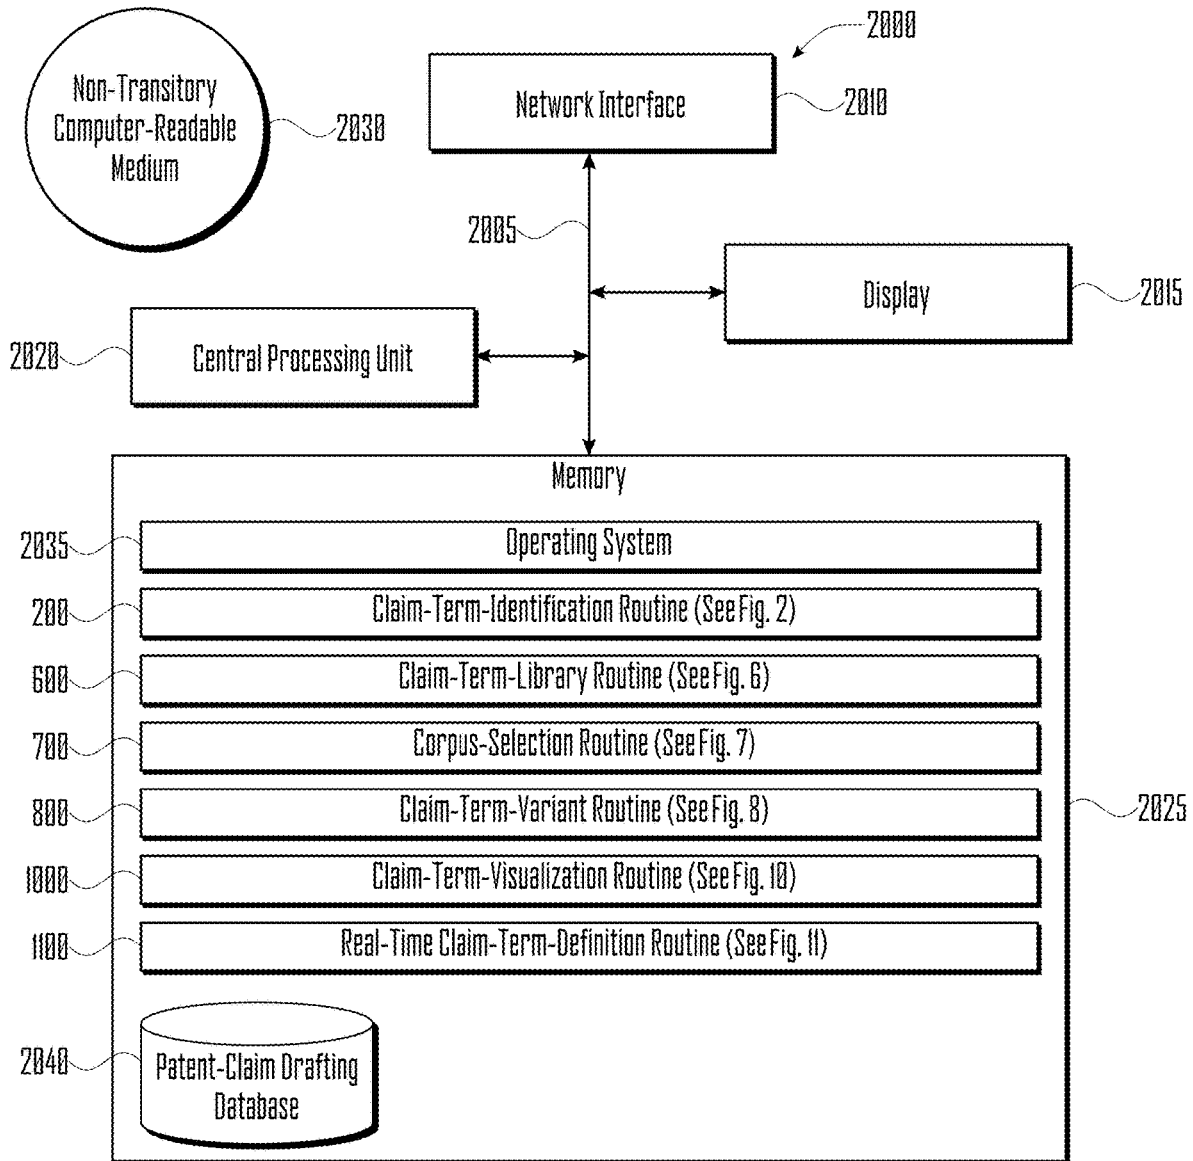 2000
Non-Transitory
Computer-Readable
Medium
2030
Network Interface
2010
2005
Display
2015
2020
Central Processing Unit
Memory
2035
Operating System
200
Claim-Term-Identification Routine (See Fig. 2)
600
Claim-Term-Library Routine (See Fig. 6)
700
Corpus-Selection Routine (See Fig. 7)
800
Claim-Term-Variant Routine (See Fig. 8)
2025
1000
Claim-Term-Visualization Routine (See Fig. 10)
1100
Real-Time Claim-Term-Definition Routine (See Fig. 11)
2040
Patent-Claim Drafting
Database